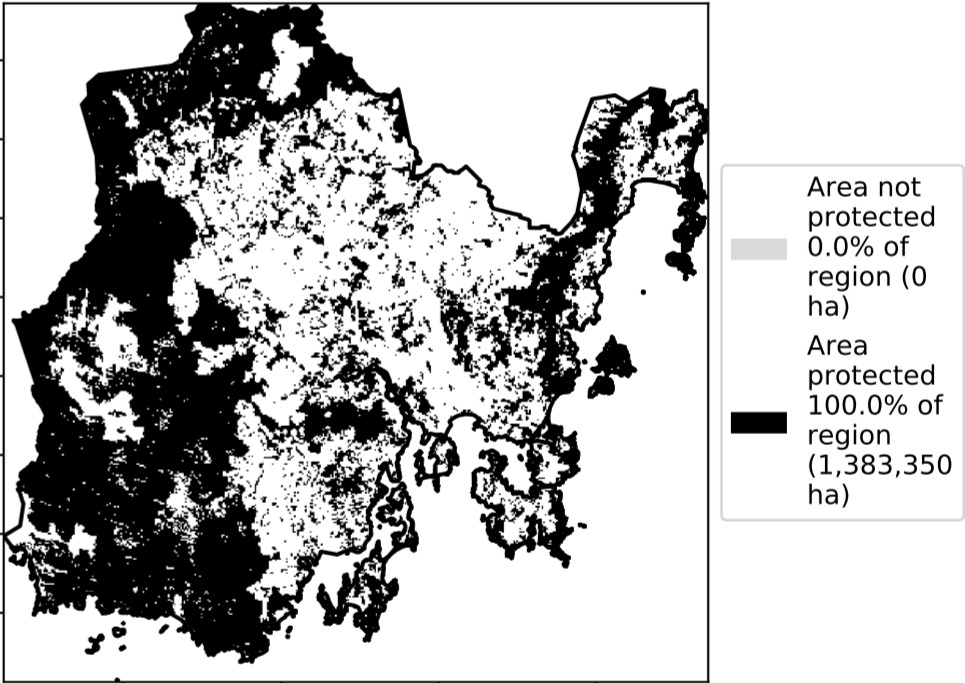 Area not
protected
0.0% of
region (0
ha)
Area
protected
100.0% of
region
(1,383,350
ha)